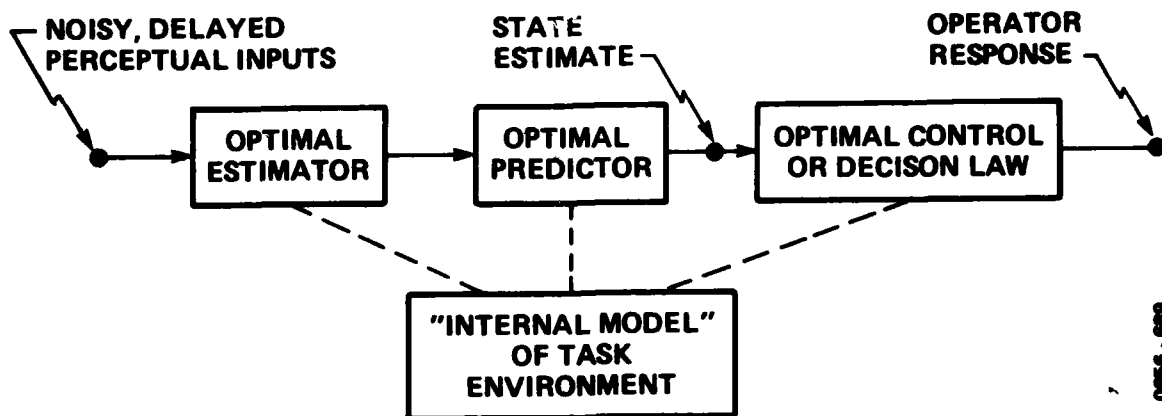 NOISY, DELAYED
PERCEPTUAL INPUTS
STATE
ESTIMATE
OPERATOR
RESPONSE
OPTIMAL
ESTIMATOR
OPTIMAL
PREDICTOR
OPTIMAL CONTROL
OR DECISON LAW
"INTERNAL MODEL"
OF TASK
ENVIRONMENT